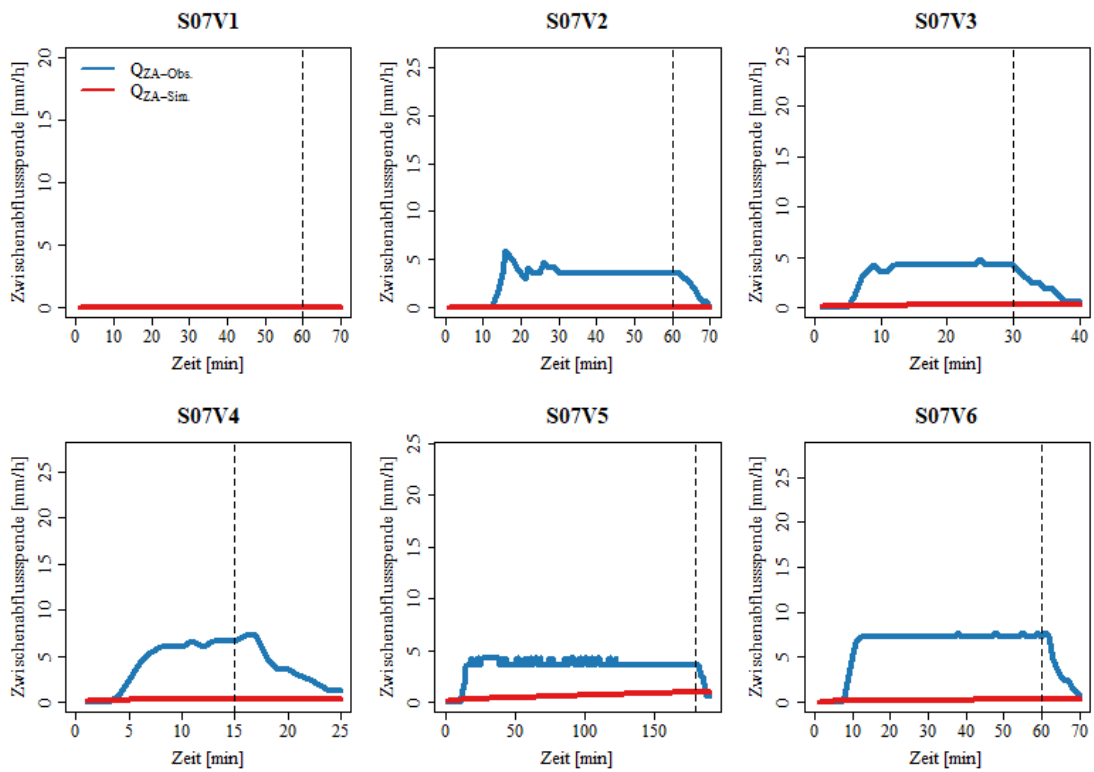 S07V1
S07V2
S07V3
Zwischenabflussspende [mm/h]
0 5 10 15 20
Q_ZA−Obs.
Q_ZA−Sim.
0 10 20 30 40 50 60 70
Zeit [min]
Zwischenabflussspende [mm/h]
0 5 10 15 20 25
0 10 20 30 40 50 60 70
Zeit [min]
Zwischenabflussspende [mm/h]
0 5 10 15 20 25
0 10 20 30 40
Zeit [min]
S07V4
S07V5
S07V6
Zwischenabflussspende [mm/h]
0 5 10 15 20 25
0 5 10 15 20 25
Zeit [min]
Zwischenabflussspende [mm/h]
0 5 10 15 20 25
0 50 100 150
Zeit [min]
Zwischenabflussspende [mm/h]
0 5 10 15 20 25
0 10 20 30 40 50 60 70
Zeit [min]